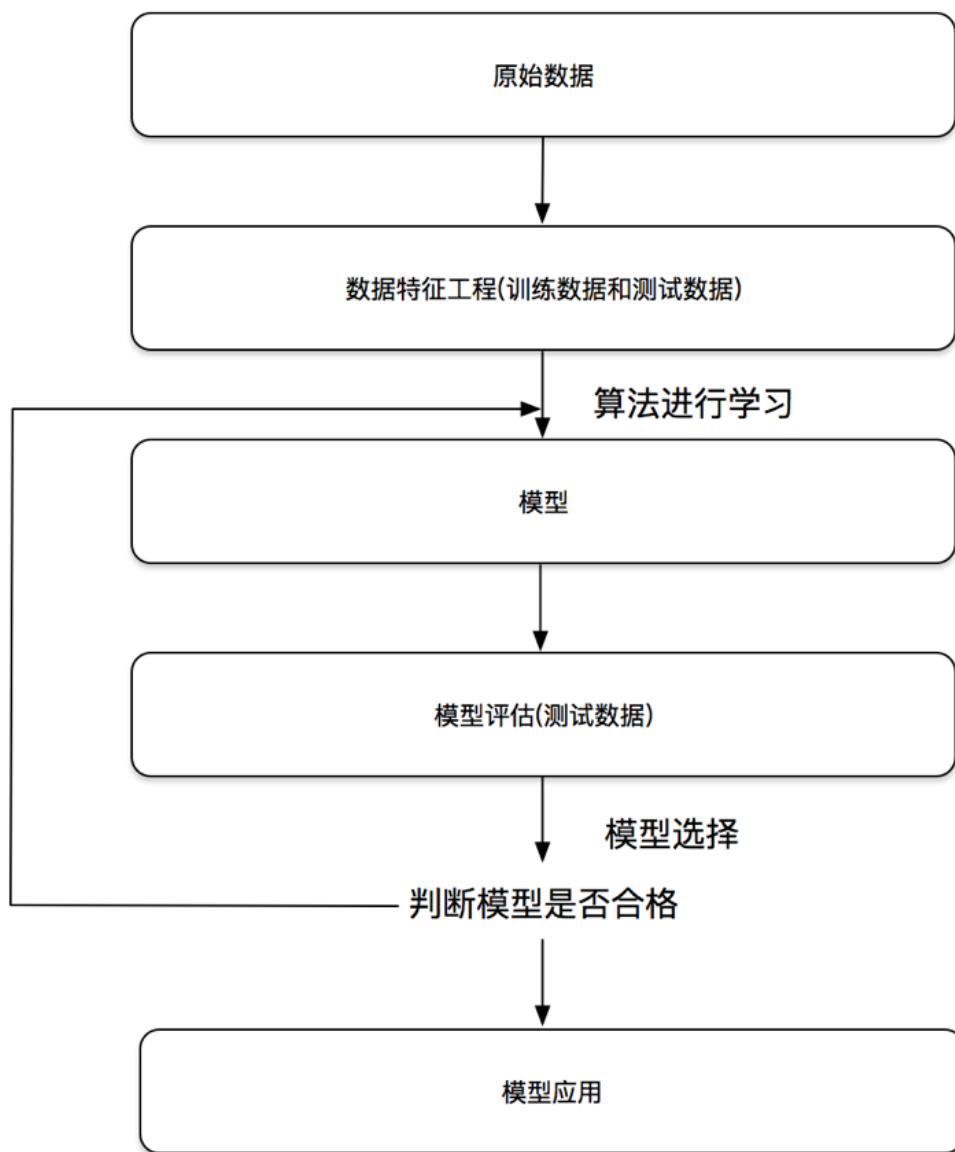 原始数据
数据特征工程(训练数据和测试数据)
算法进行学习
模型
模型评估(测试数据)
模型选择
判断模型是否合格
模型应用